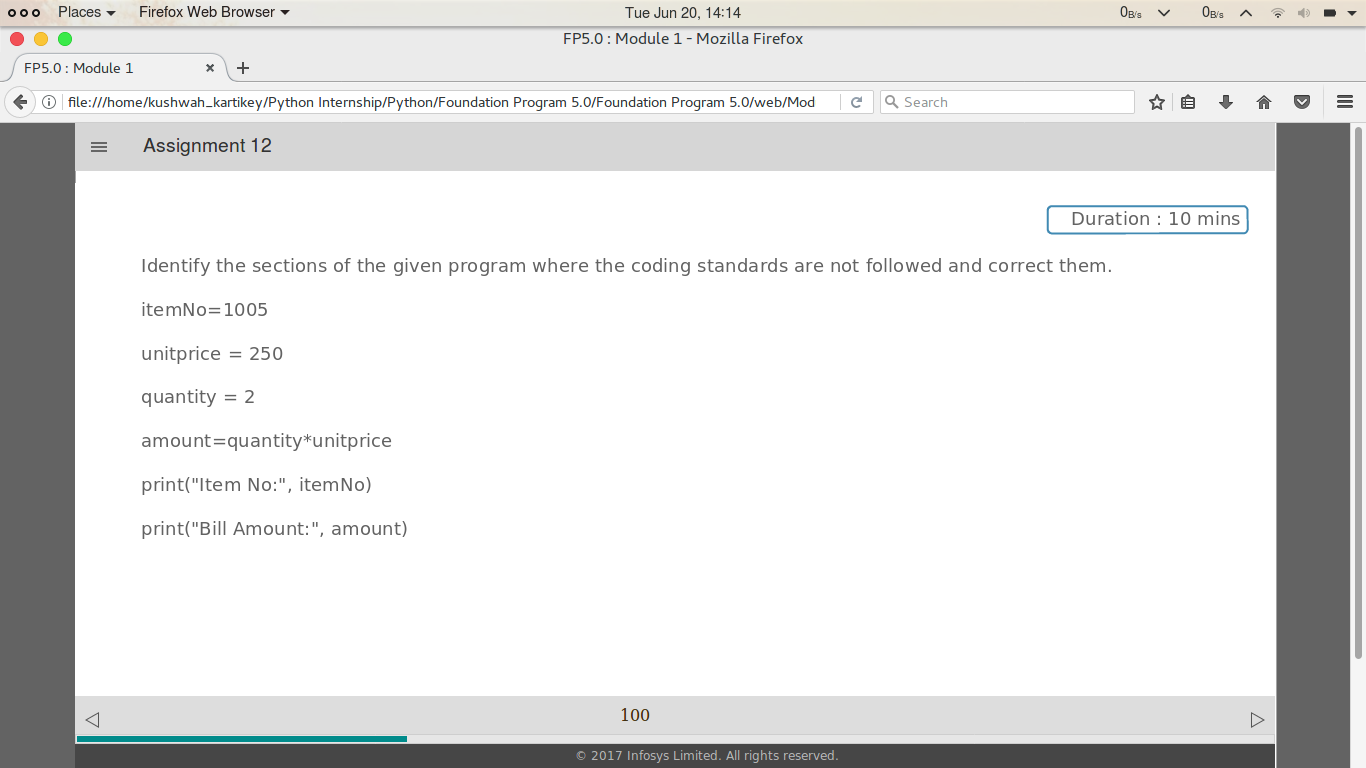 Places Firefox Web Browser Tue Jun 20, 14:14 0B/s 0B/s
FP5.0 : Module 1 - Mozilla Firefox
FP5.0 : Module 1
file:///home/kushwah_kartikey/Python Internship/Python/Foundation Program 5.0/Foundation Program 5.0/web/Mod Search
Assignment 12
Duration : 10 mins
Identify the sections of the given program where the coding standards are not followed and correct them.
itemNo=1005
unitprice = 250
quantity = 2
amount=quantity*unitprice
print("Item No:", itemNo)
print("Bill Amount:", amount)
100
© 2017 Infosys Limited. All rights reserved.